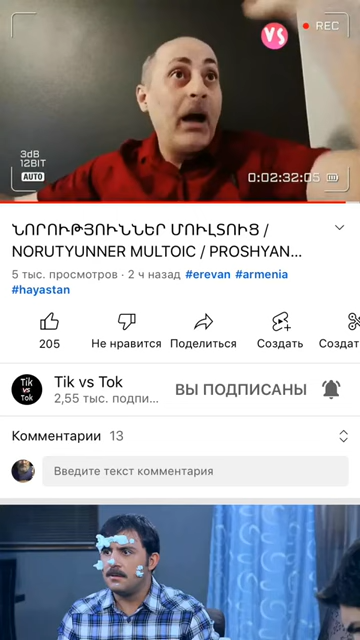 VS
REC
3dB
12BIT
AUTO
0:02:32:05
ՆՈՐՈՒԹՅՈՒՆՆԵՐ ՄՈՒԼՏՈՒՑ /
NORUTYUNNER MULTOIC / PROSHYAN...
5 тыс. просмотров · 2 ч назад #erevan #armenia
#hayastan
205
Не нравится
Поделиться
Создать
Создат
Tik vs Tok
Tik vs Tok
2,55 тыс. подпи...
ВЫ ПОДПИСАНЫ
Комментарии 13
Введите текст комментария